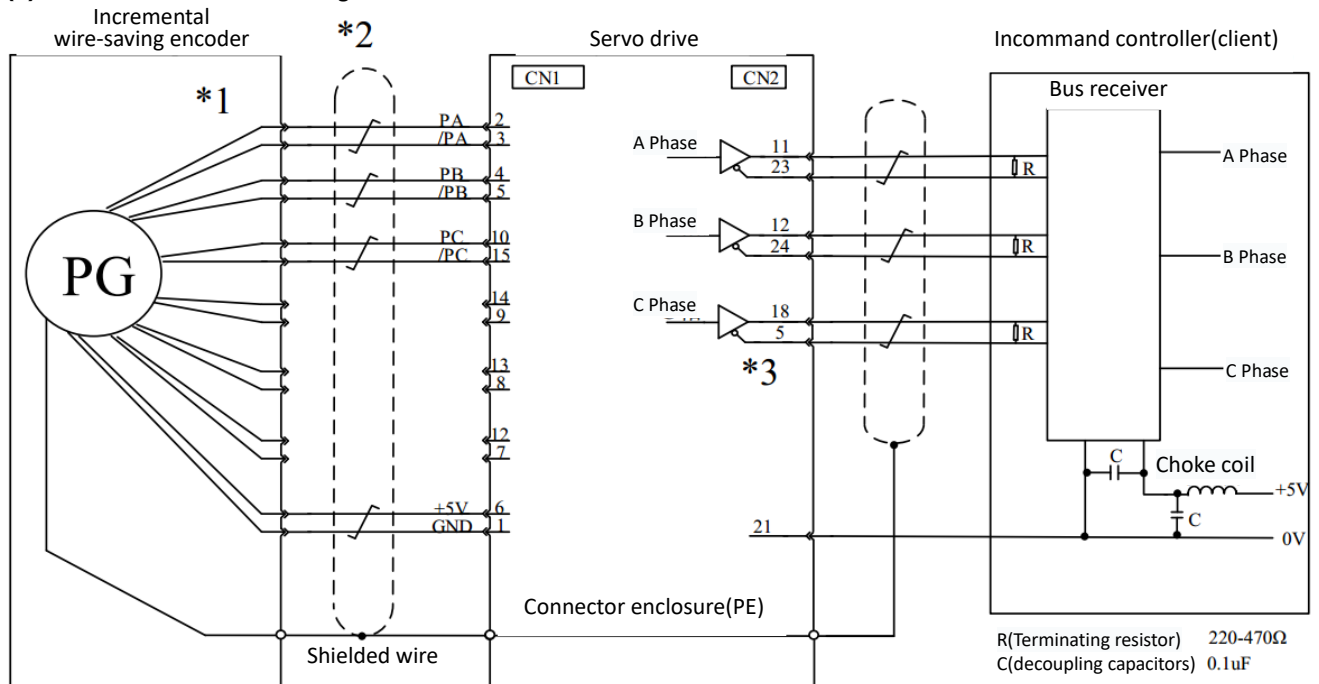 Incremental
wire-saving encoder
*2
Servo drive
Incommand controller(client)
*1
CN1
CN2
Bus receiver
PA 2
/PA 3
PB 4
/PB 5
PC 10
/PC 15
14
9
13
8
12
7
+5V 6
GND 1
A Phase
11
23
B Phase
12
24
C Phase
18
5
*3
21
R
R
R
A Phase
B Phase
C Phase
C
Choke coil
+5V
C
0V
PG
Connector enclosure(PE)
Shielded wire
R(Terminating resistor) 220-470Ω
C(decoupling capacitors) 0.1uF